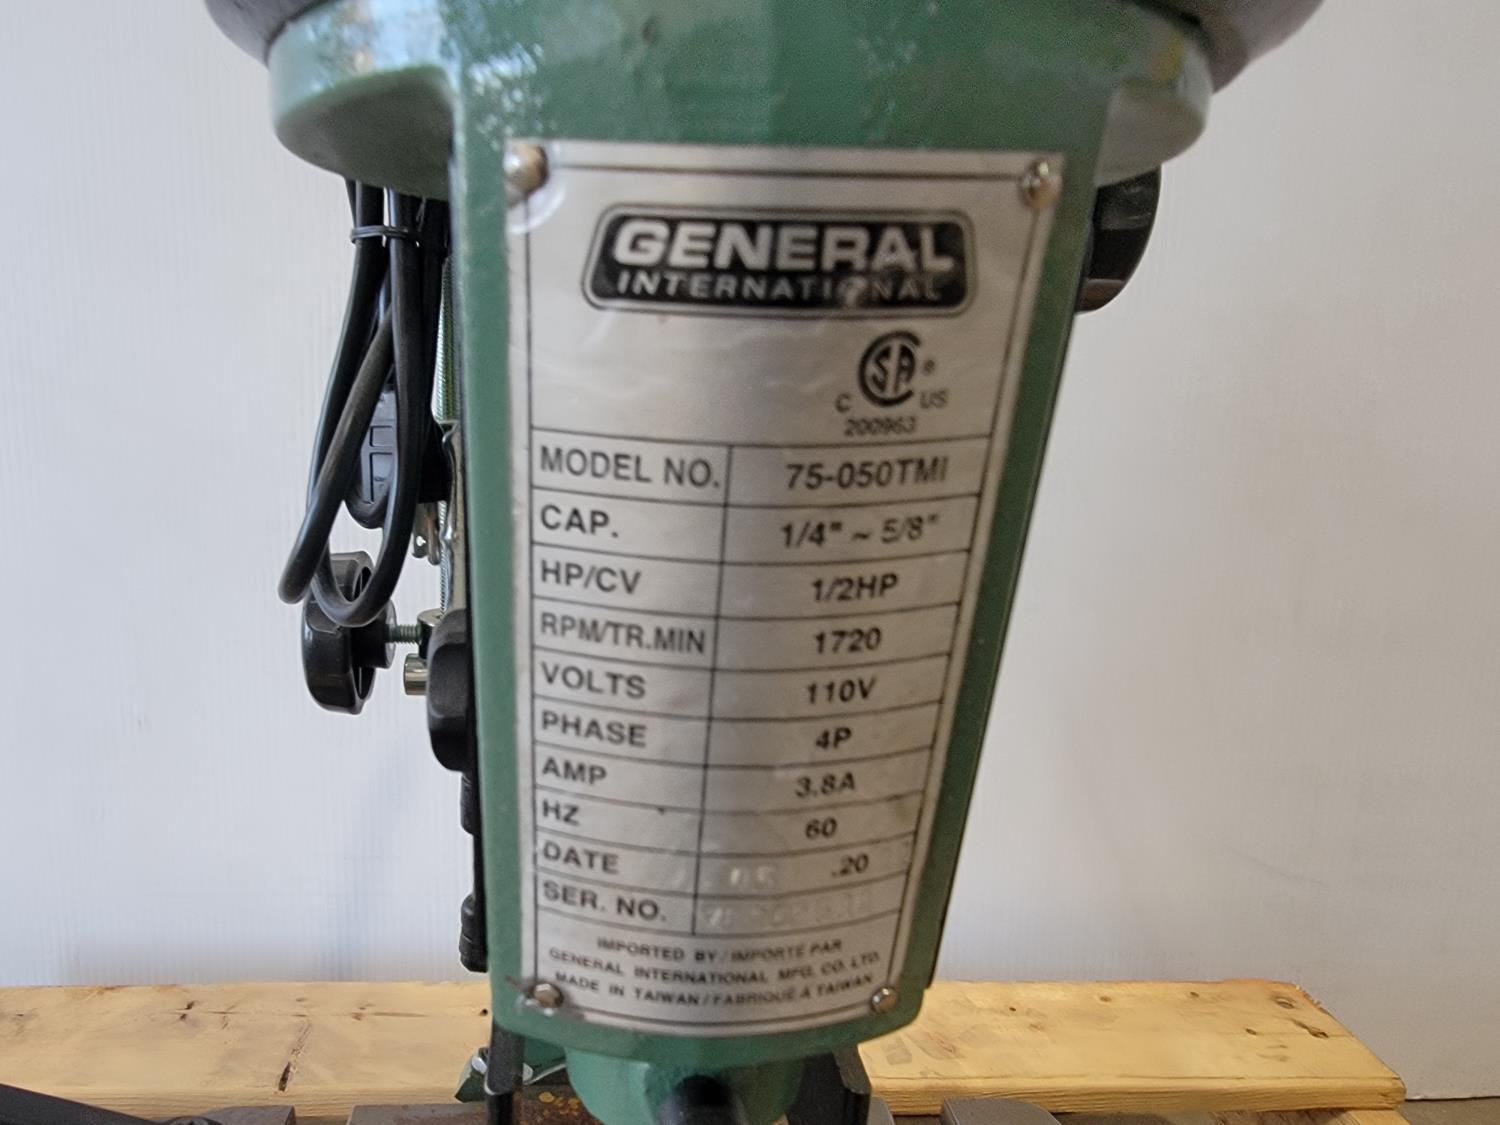 GENERAL
INTERNATIONAL
CSA ®
C US
200963
MODEL NO. 75-050TMI
CAP. 1/4" ~ 5/8"
HP/CV 1/2HP
RPM/TR.MIN 1720
VOLTS 110V
PHASE 4P
AMP 3.8A
HZ 60
DATE .20
SER. NO.
IMPORTED BY / IMPORTÉ PAR
GENERAL INTERNATIONAL MFG. CO. LTD.
MADE IN TAIWAN / FABRIQUÉ À TAIWAN